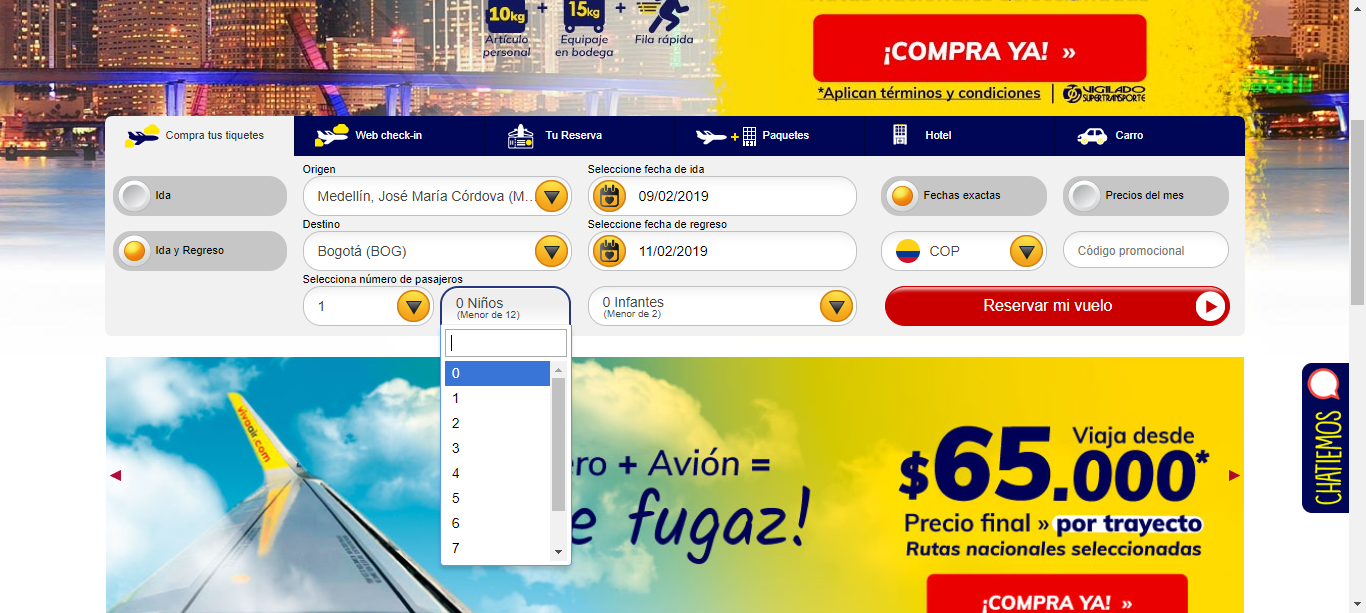 10kg + 15kg +
Artículo personal
Equipaje en bodega
Fila rápida
¡COMPRA YA! »
*Aplican términos y condiciones |
VIGILADO
SUPERTRANSPORTE
Compra tus tiquetes
Web check-in
Tu Reserva
+ Paquetes
Hotel
Carro
Ida
Ida y Regreso
Origen
Medellín, José María Córdova (M...
Destino
Bogotá (BOG)
Selecciona número de pasajeros
1
0 Niños
(Menor de 12)
0
1
2
3
4
5
6
7
Seleccione fecha de ida
09/02/2019
Seleccione fecha de regreso
11/02/2019
0 Infantes
(Menor de 2)
Fechas exactas
Precios del mes
COP
Código promocional
Reservar mi vuelo
vivaair.com
ero + Avión =
e fugaz!
Viaja desde
$65.000*
Precio final » por trayecto
Rutas nacionales seleccionadas
¡COMPRA YA! »
CHATIEMOS